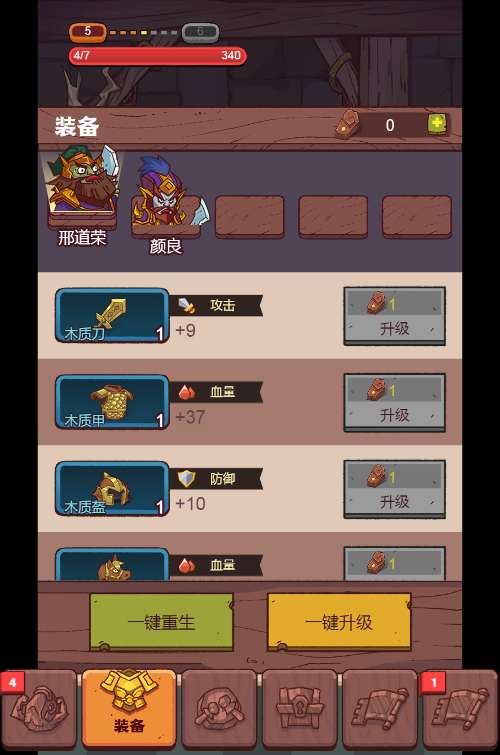 5
6
4/7 340
装备
0
邢道荣
颜良
攻击
木质刀 1
+9
1
升级
血量
木质甲 1
+37
1
升级
防御
木质盔 1
+10
1
升级
血量
1
一键重生
一键升级
4
1
装备